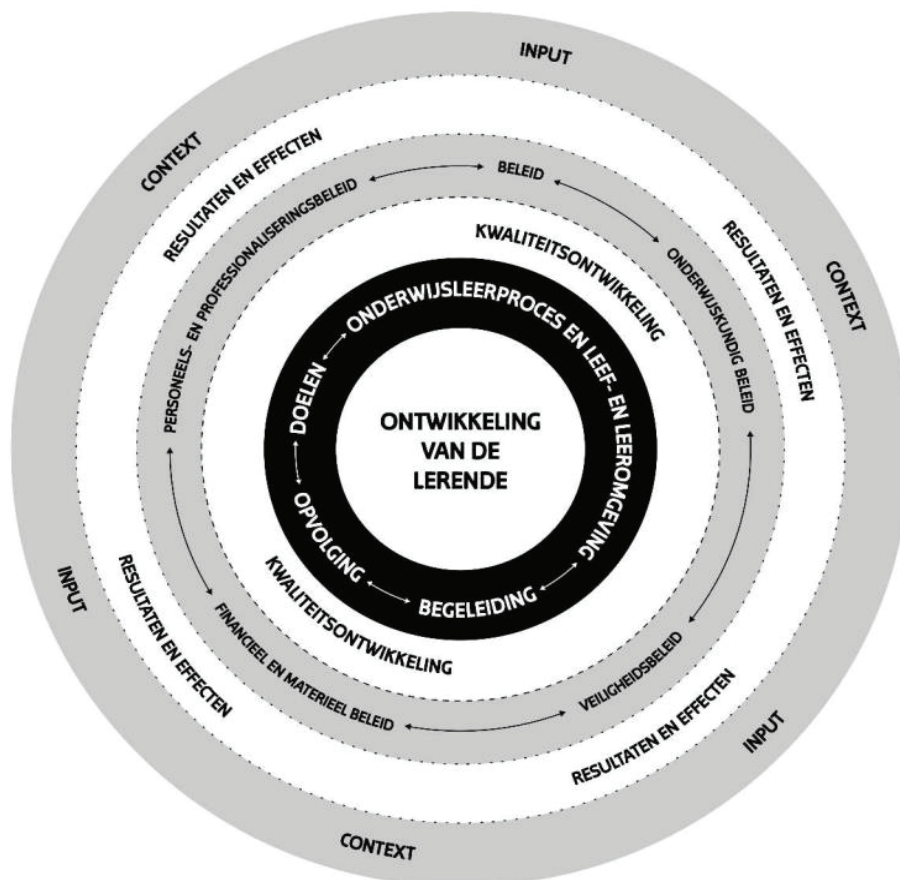 INPUT
CONTEXT
RESULTATEN EN EFFECTEN
BELEID
PERSONEELS- EN PROFESSIONALISERINGSBELEID
KWALITEITSONTWIKKELING
ONDERWIJSKUNDIG BELEID
RESULTATEN EN EFFECTEN
CONTEXT
ONDERWIJSLEERPROCES EN LEEF- EN LEEROMGEVING
DOELEN
ONTWIKKELING
VAN DE
LERENDE
OPVOLGING
BEGELEIDING
KWALITEITSONTWIKKELING
INPUT
RESULTATEN EN EFFECTEN
FINANCIEEL EN MATERIEEL BELEID
VEILIGHEIDSBELEID
RESULTATEN EN EFFECTEN
INPUT
CONTEXT